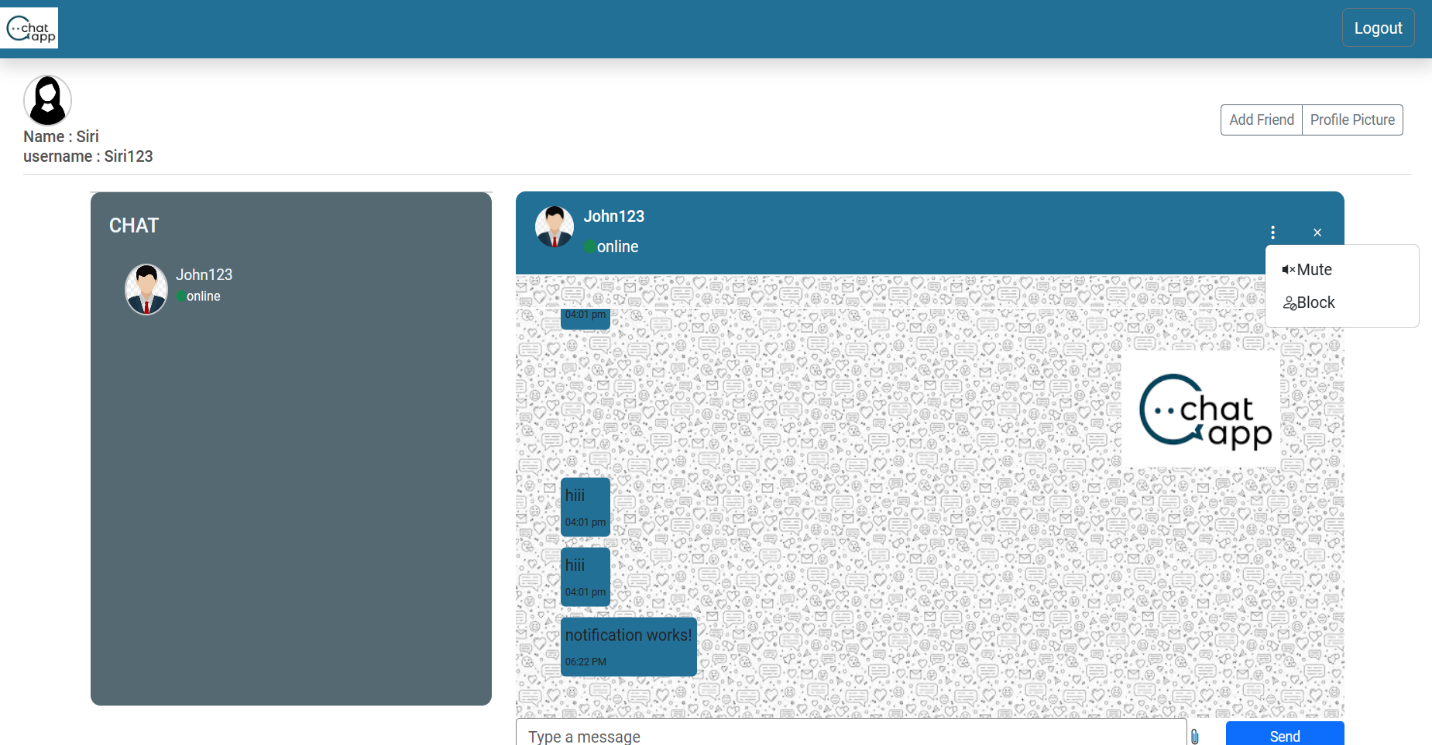 chat
app
Logout
Name : Siri
username : Siri123
Add Friend
Profile Picture
CHAT
John123
online
John123
online
Mute
Block
04:01 pm
chat
app
hiii
04:01 pm
hiii
04:01 pm
notification works!
06:22 PM
Type a message
Send